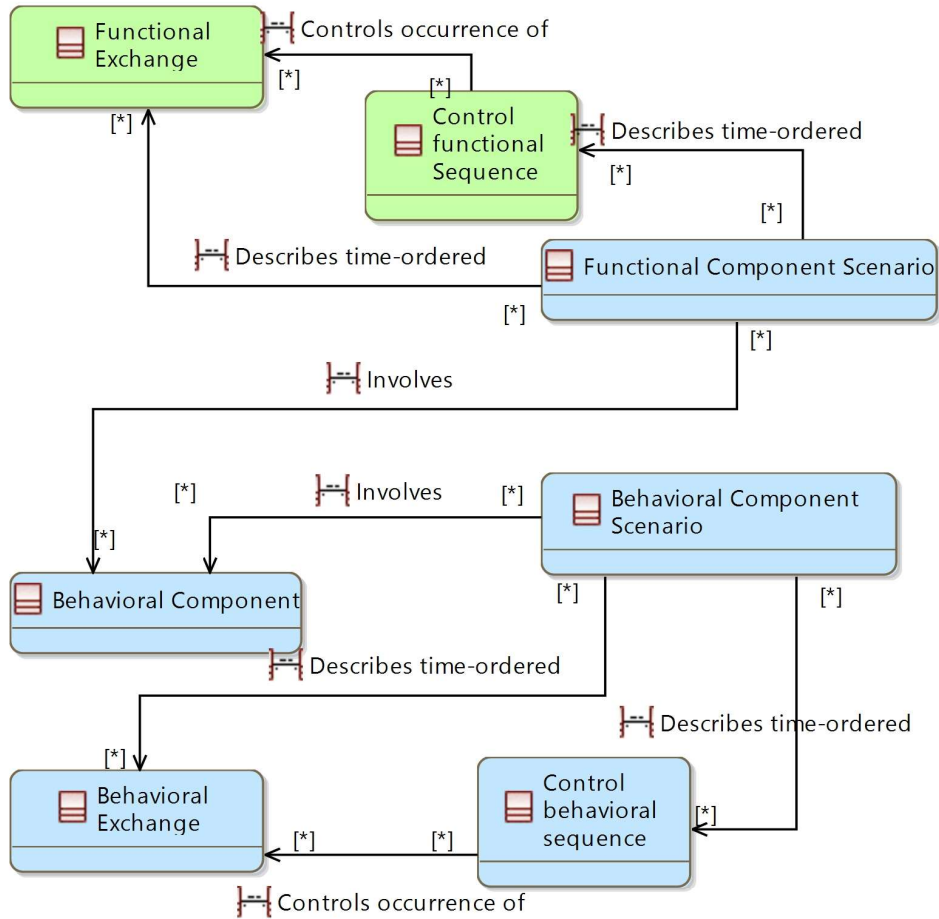 Functional
Exchange
Controls occurrence of
[*]
[*]
[*]
Control
functional
Sequence
Describes time-ordered
[*]
[*]
Describes time-ordered
Functional Component Scenario
[*]
[*]
Involves
[*]
Involves
[*]
Behavioral Component
Scenario
[*]
Behavioral Component
[*]
[*]
Describes time-ordered
Describes time-ordered
[*]
Behavioral
Exchange
Control
behavioral
sequence
[*]
[*]
[*]
Controls occurrence of